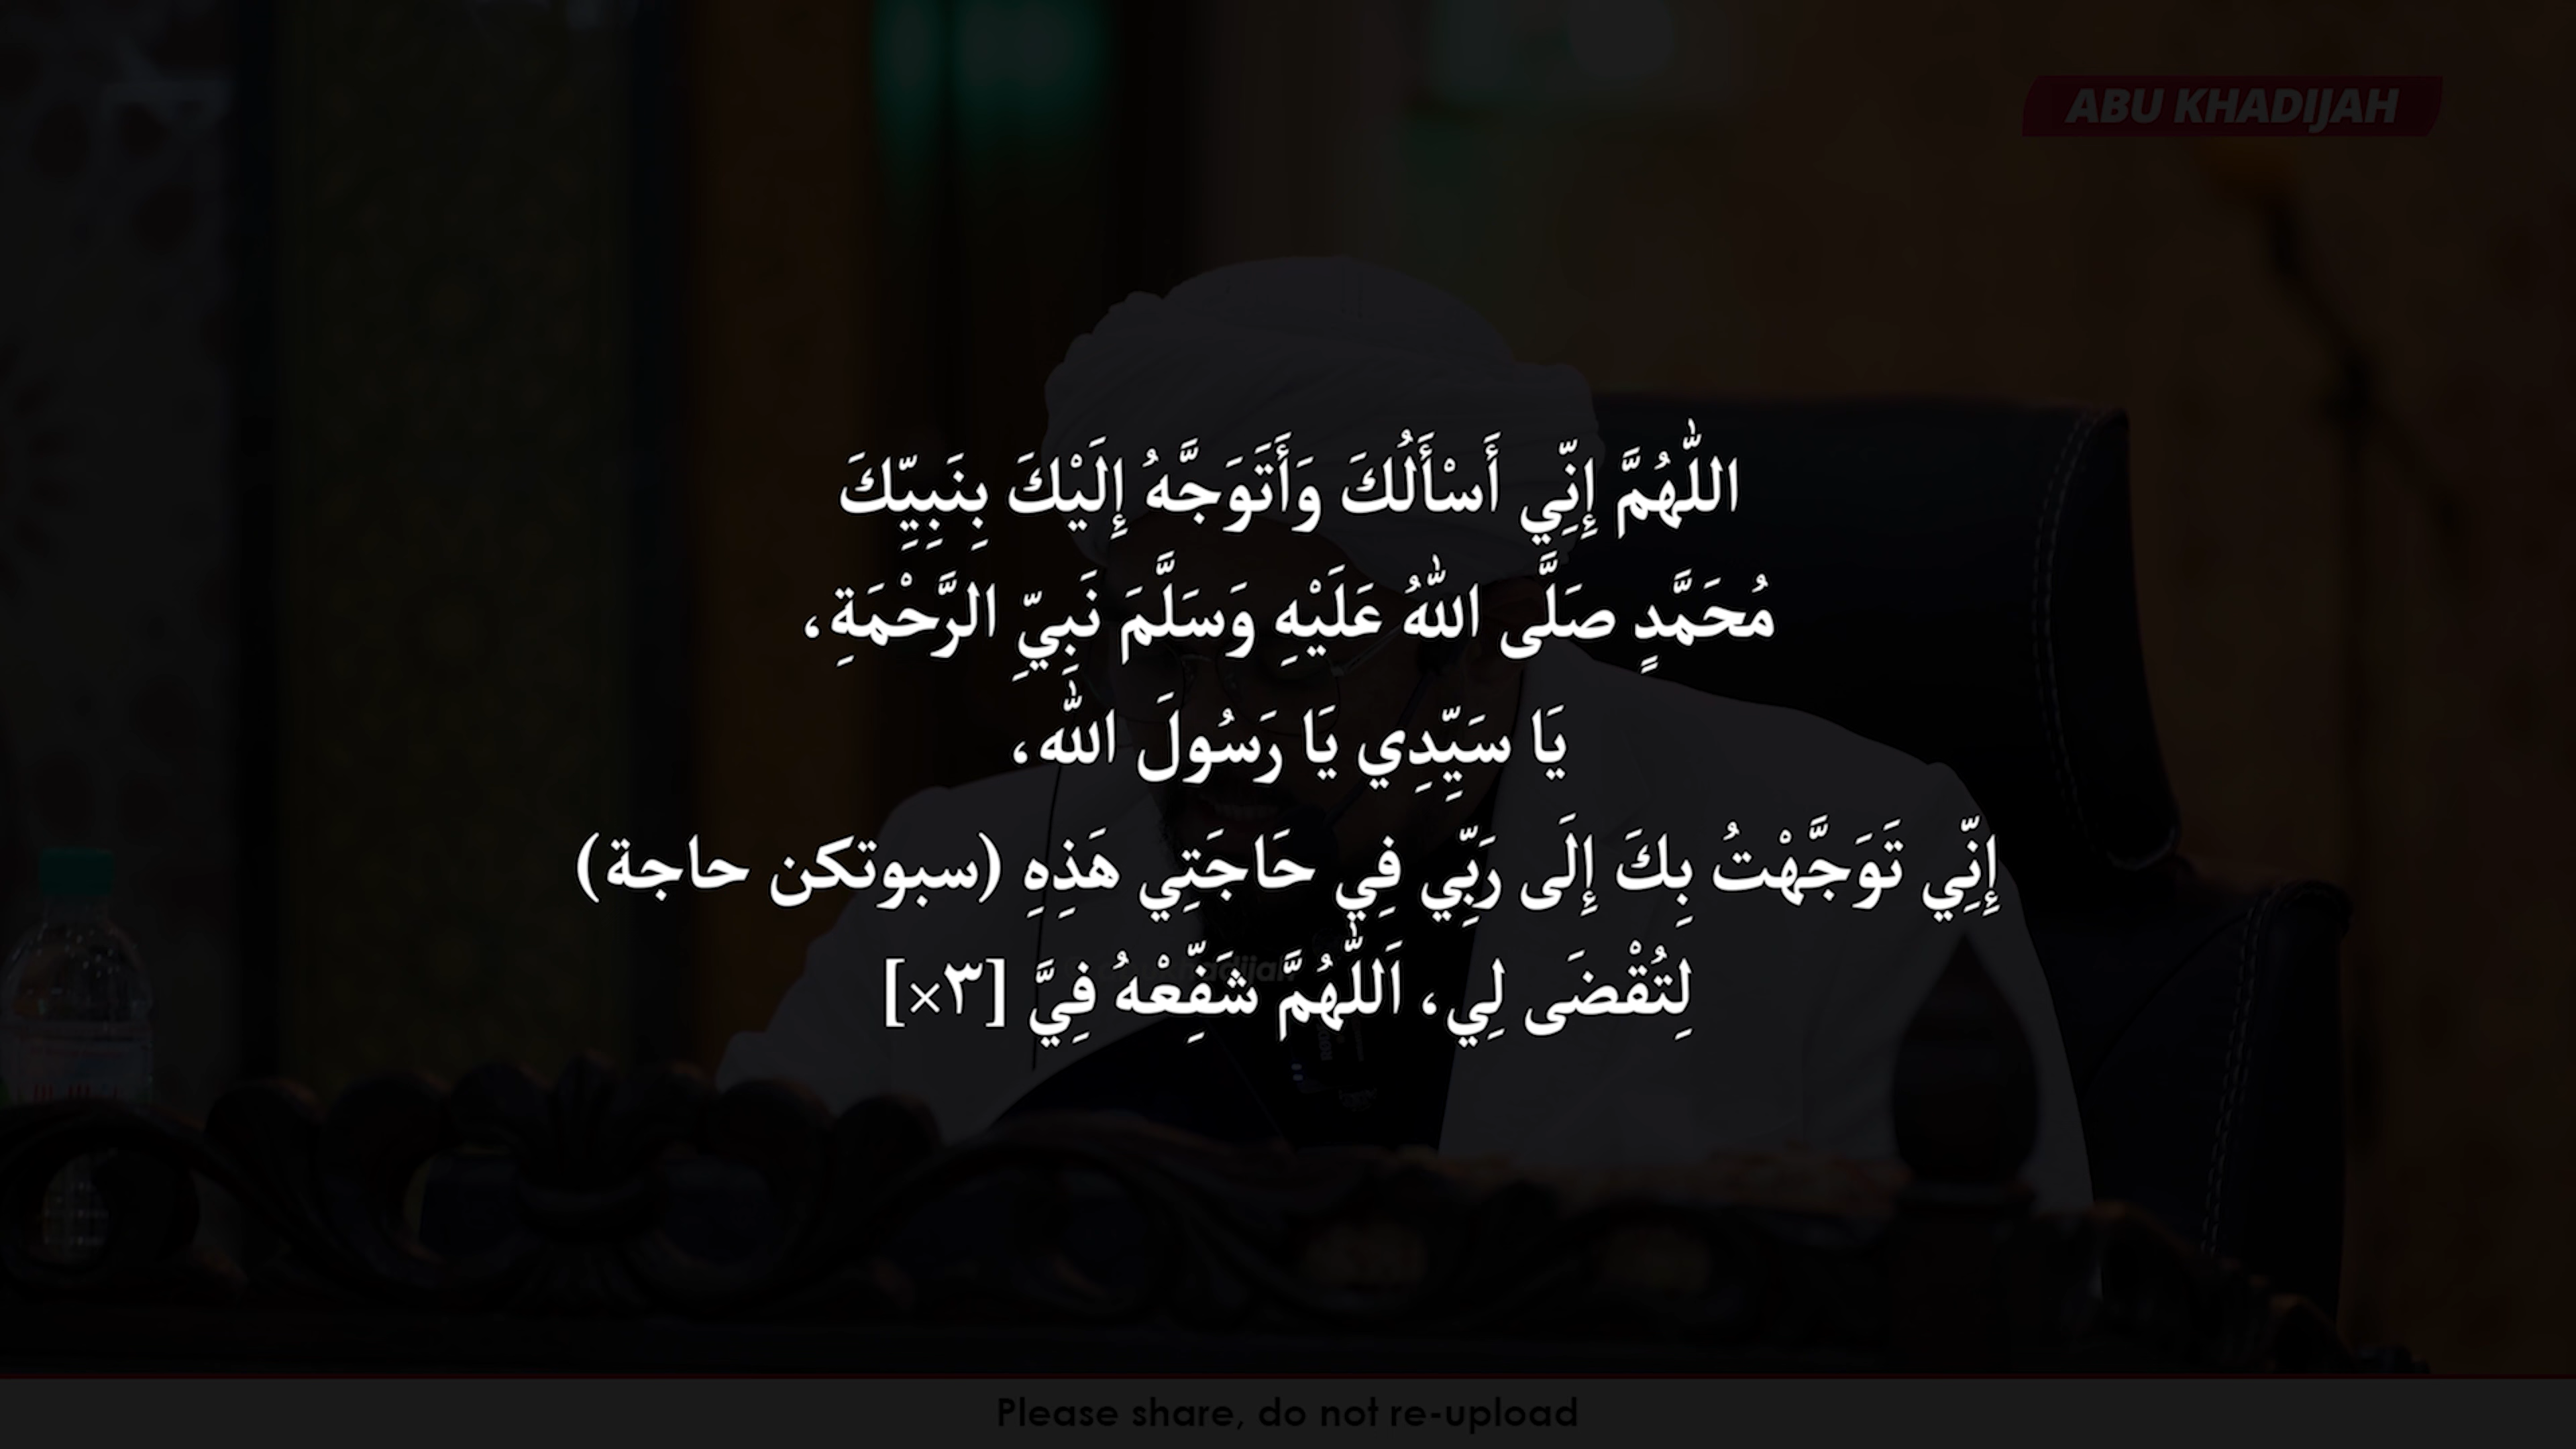 ABU KHADIJAH
اللّٰهُمَّ إِنِّي أَسْأَلُكَ وَأَتَوَجَّهُ إِلَيْكَ بِنَبِيِّكَ
مُحَمَّدٍ صَلَّى اللّٰهُ عَلَيْهِ وَسَلَّمَ نَبِيِّ الرَّحْمَةِ،
يَا سَيِّدِي يَا رَسُولَ اللّٰه،
إِنِّي تَوَجَّهْتُ بِكَ إِلَى رَبِّي فِي حَاجَتِي هَذِهِ (سبوتكن حاجة)
لِتُقْضَى لِي، اَللّٰهُمَّ شَفِّعْهُ فِيَّ [٣×]
Please share, do not re-upload